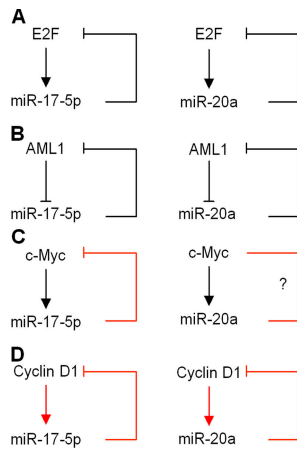 A
E2F E2F
miR-17-5p miR-20a
B
AML1 AML1
miR-17-5p miR-20a
C
c-Myc c-Myc
?
miR-17-5p miR-20a
D
Cyclin D1 Cyclin D1
miR-17-5p miR-20a